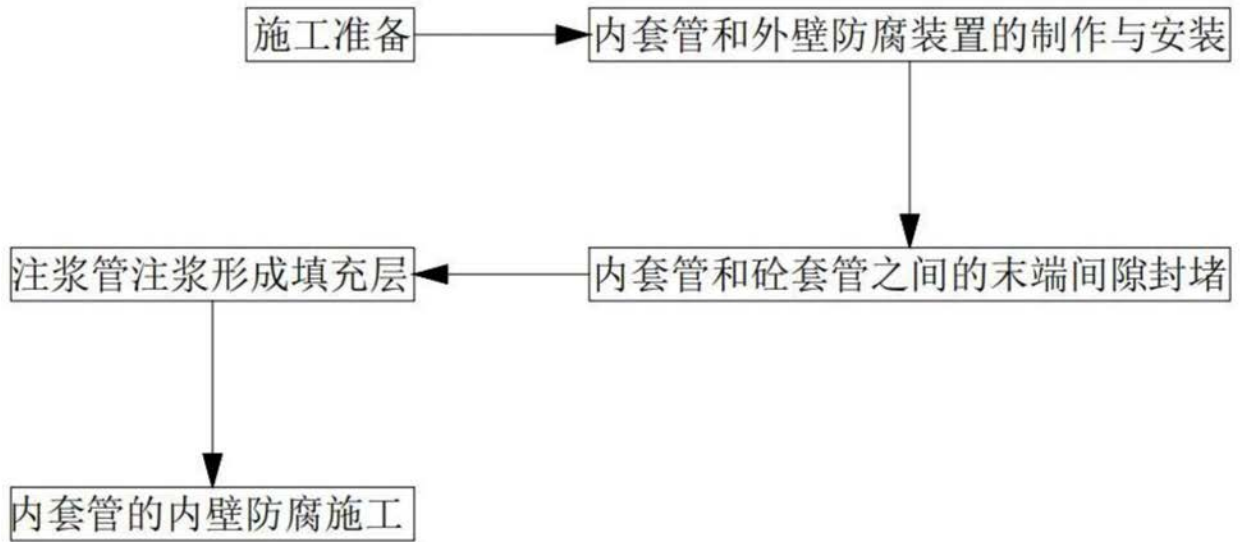 施工准备
内套管和外壁防腐装置的制作与安装
内套管和砼套管之间的末端间隙封堵
注浆管注浆形成填充层
内套管的内壁防腐施工